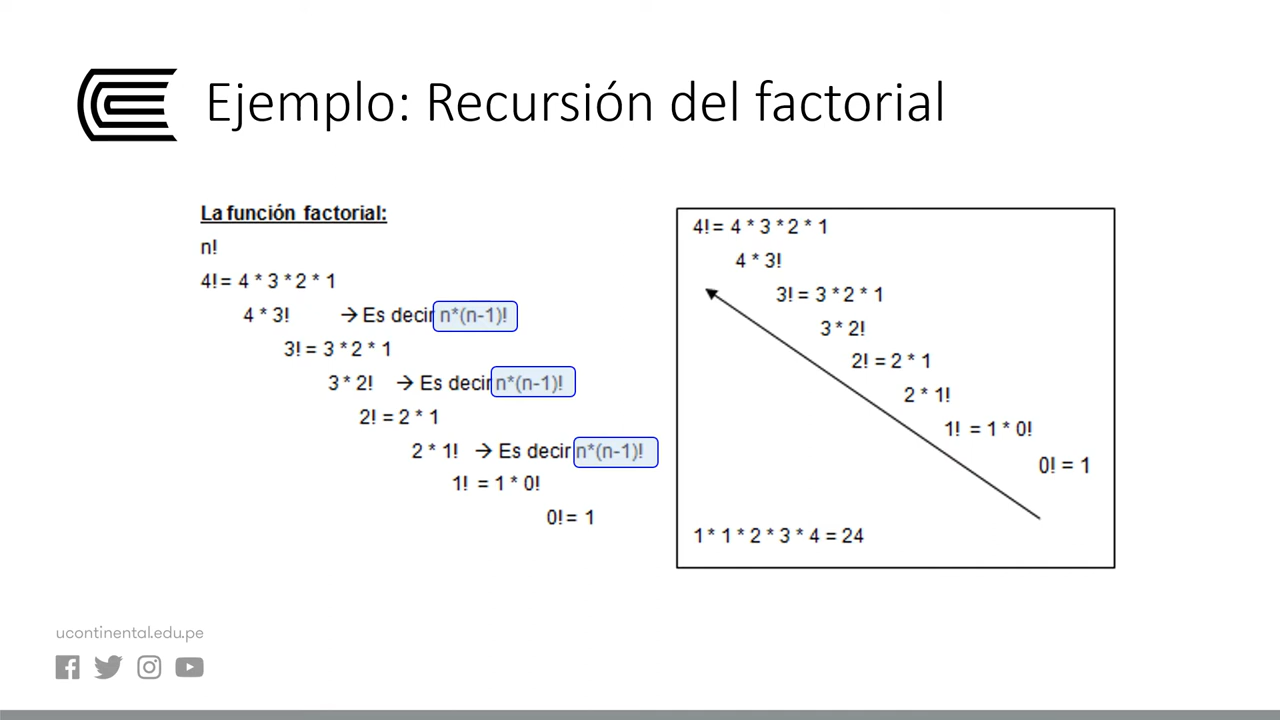 Ejemplo: Recursión del factorial
La función factorial:
n!
4! = 4 * 3 * 2 * 1
4 * 3! → Es decir n*(n-1)!
3! = 3 * 2 * 1
3 * 2! → Es decir n*(n-1)!
2! = 2 * 1
2 * 1! → Es decir n*(n-1)!
1! = 1 * 0!
0! = 1
4! = 4 * 3 * 2 * 1
4 * 3!
3! = 3 * 2 * 1
3 * 2!
2! = 2 * 1
2 * 1!
1! = 1 * 0!
0! = 1
1 * 1 * 2 * 3 * 4 = 24
ucontinental.edu.pe